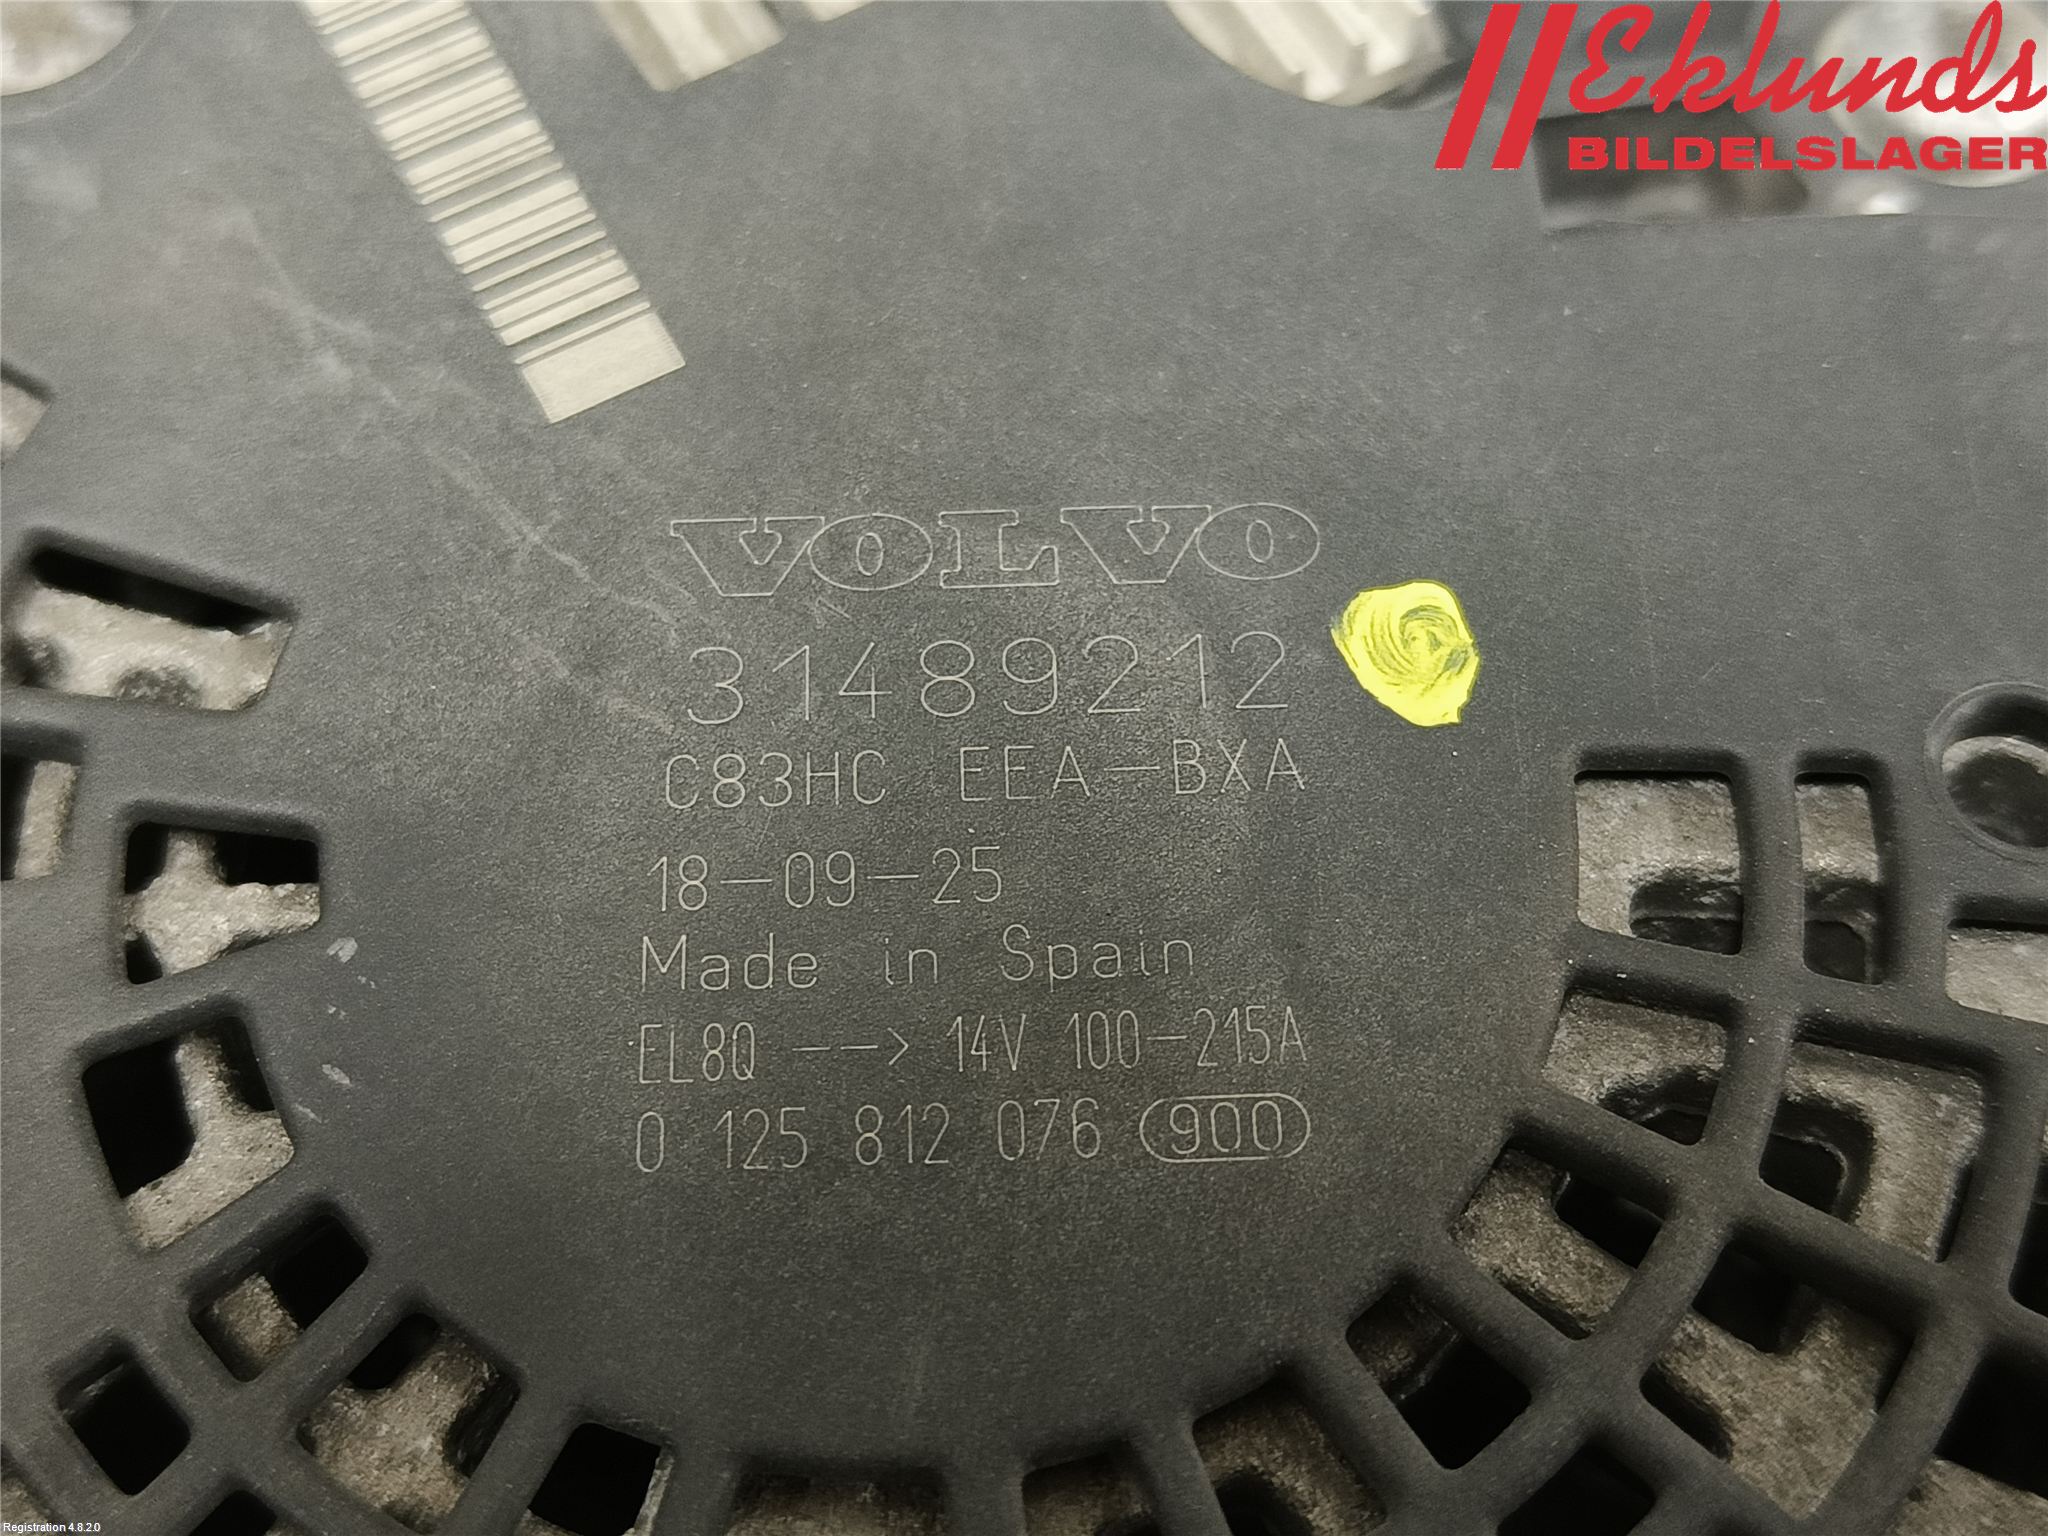 Eklunds
BILDELSLAGER
VOLVO
31489212
C83HC EEA-BXA
18-09-25
Made in Spain
EL8Q --> 14V 100-215A
0 125 812 076 900
Registration 4.8.2.0